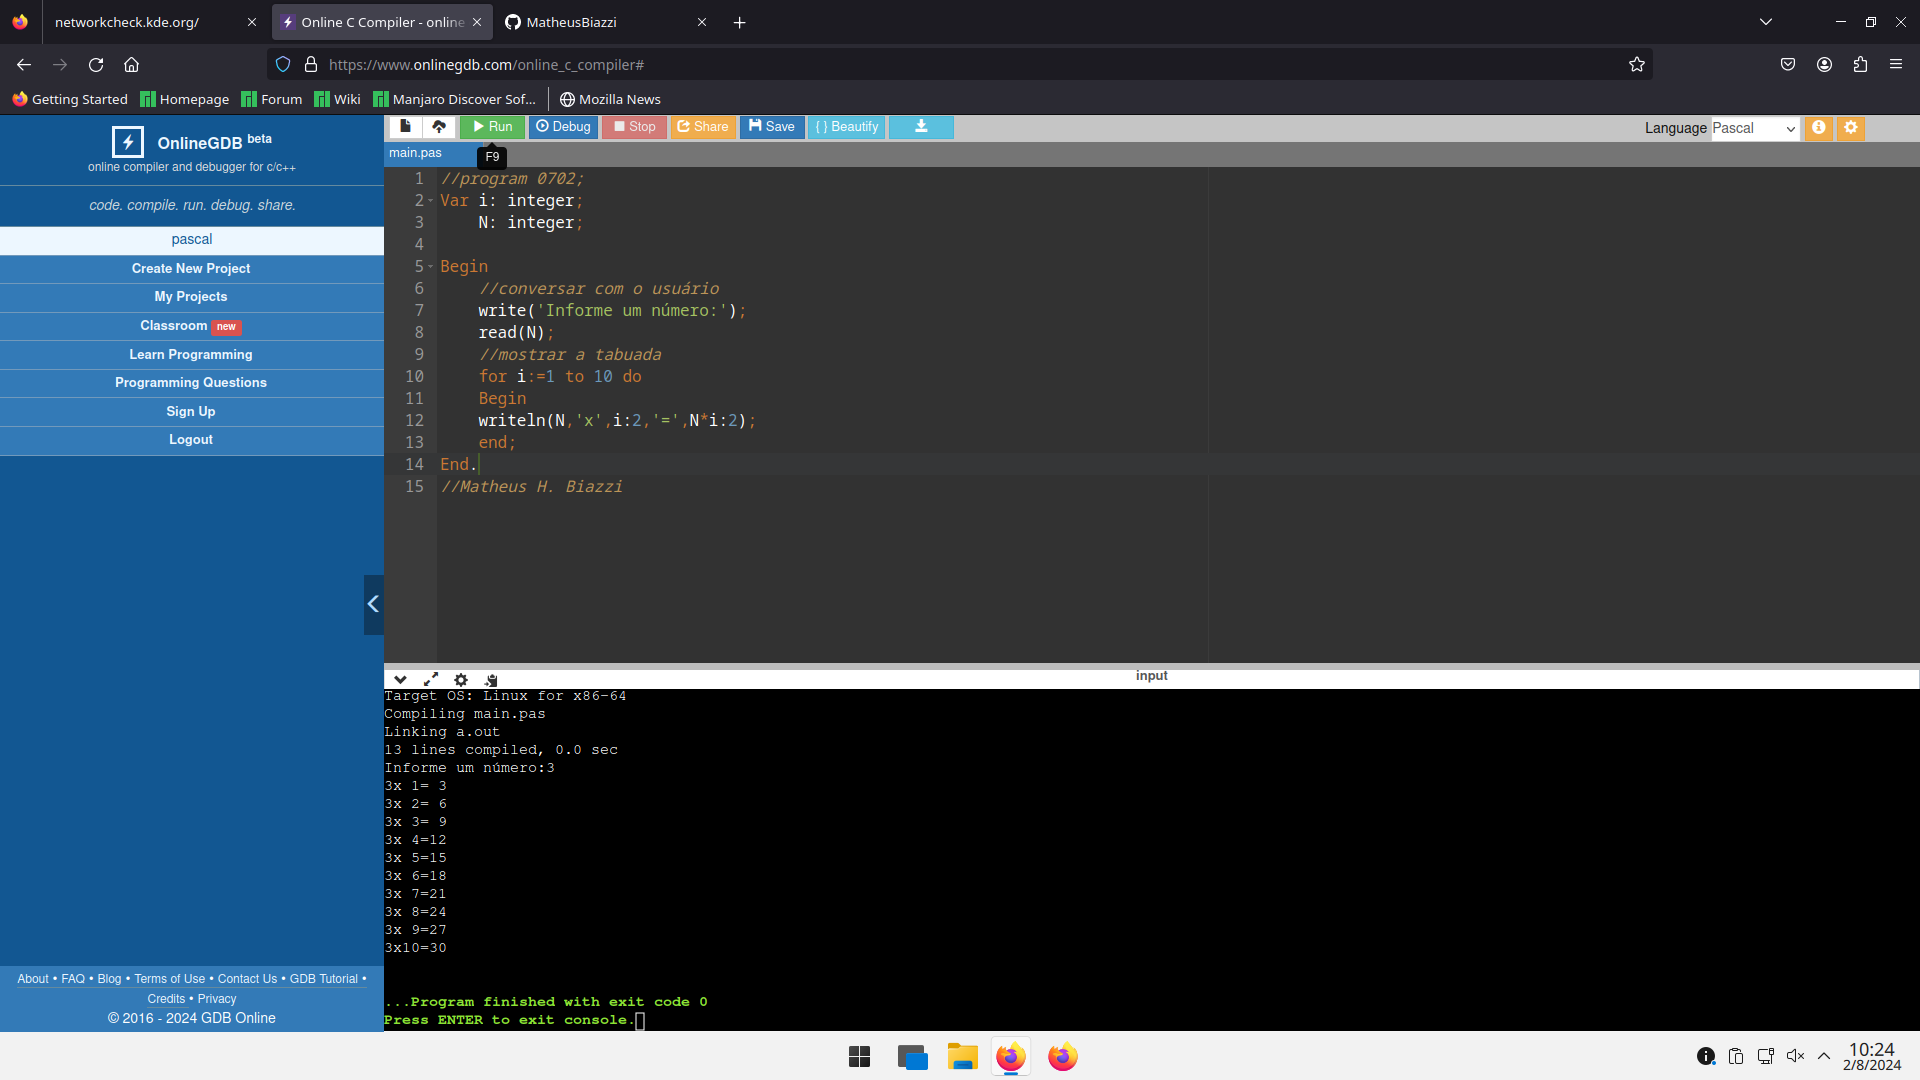 networkcheck.kde.org/
Online C Compiler - online
MatheusBiazzi
https://www.onlinegdb.com/online_c_compiler#
Getting Started
Homepage
Forum
Wiki
Manjaro Discover Sof...
Mozilla News
OnlineGDB beta
online compiler and debugger for c/c++
code. compile. run. debug. share.
pascal
Create New Project
My Projects
Classroom new
Learn Programming
Programming Questions
Sign Up
Logout
About • FAQ • Blog • Terms of Use • Contact Us • GDB Tutorial •
Credits • Privacy
© 2016 - 2024 GDB Online
Run
Debug
Stop
Share
Save
{ } Beautify
Language Pascal
main.pas
F9
1 //program 0702;
2 Var i: integer;
3 N: integer;
4
5 Begin
6 //conversar com o usuário
7 write('Informe um número:');
8 read(N);
9 //mostrar a tabuada
10 for i:=1 to 10 do
11 Begin
12 writeln(N,'x',i:2,'=',N*i:2);
13 end;
14 End.
15 //Matheus H. Biazzi
input
Target OS: Linux for x86-64
Compiling main.pas
Linking a.out
13 lines compiled, 0.0 sec
Informe um número:3
3x 1= 3
3x 2= 6
3x 3= 9
3x 4=12
3x 5=15
3x 6=18
3x 7=21
3x 8=24
3x 9=27
3x10=30
...Program finished with exit code 0
Press ENTER to exit console.
10:24
2/8/2024